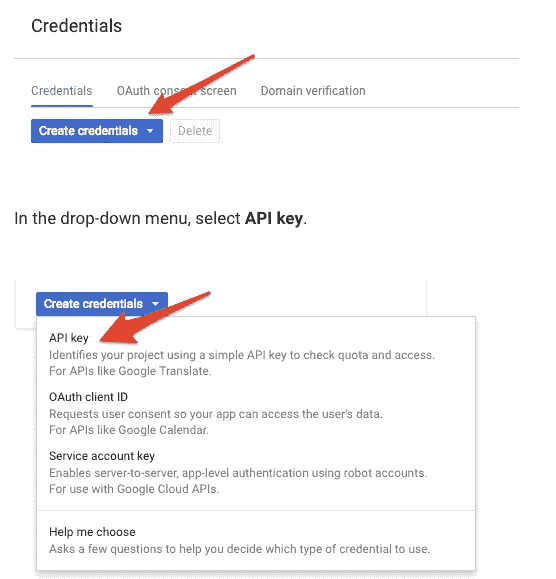 Credentials
Credentials OAuth consent screen Domain verification
Create credentials Delete
In the drop-down menu, select API key.
Create credentials
API key
Identifies your project using a simple API key to check quota and access.
For APIs like Google Translate.
OAuth client ID
Requests user consent so your app can access the user's data.
For APIs like Google Calendar.
Service account key
Enables server-to-server, app-level authentication using robot accounts.
For use with Google Cloud APIs.
Help me choose
Asks a few questions to help you decide which type of credential to use.